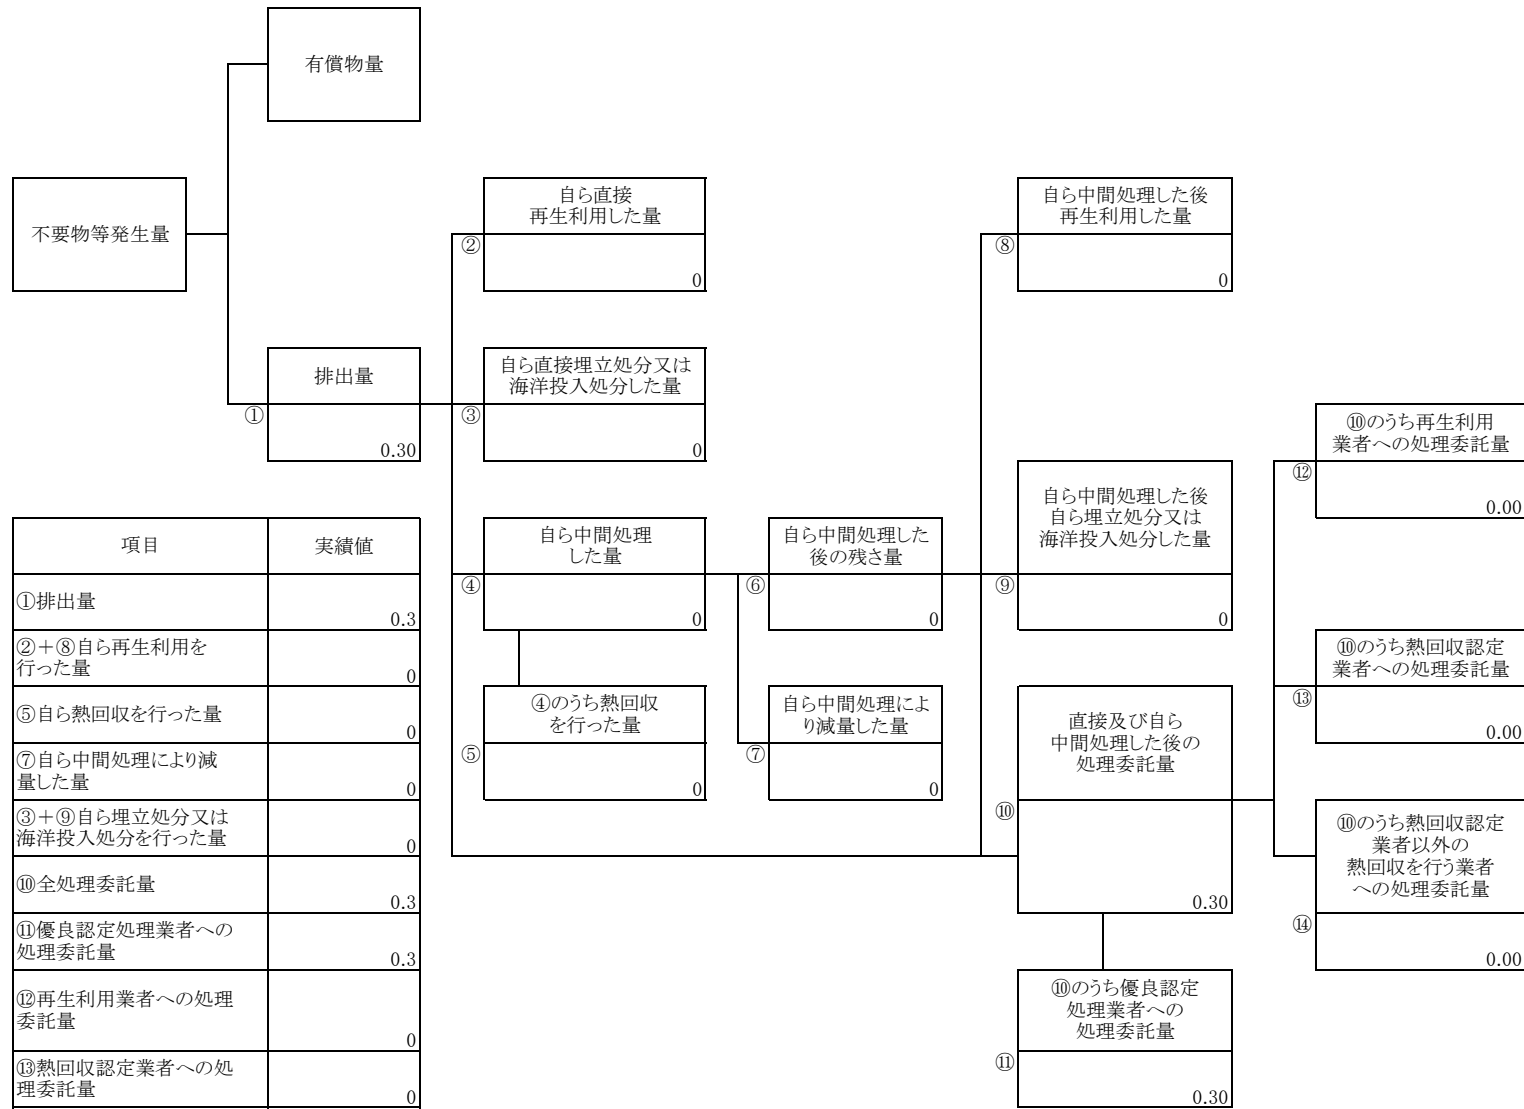 有償物量
不要物等発生量
自ら直接
再生利用した量
②
0
自ら中間処理した後
再生利用した量
⑧
0
排出量
①
0.30
自ら直接埋立処分又は
海洋投入処分した量
③
0
⑩のうち再生利用
業者への処理委託量
⑫
0.00
自ら中間処理
した量
④
0
自ら中間処理した
後の残さ量
⑥
0
自ら中間処理した後
自ら埋立処分又は
海洋投入処分した量
⑨
0
⑩のうち熱回収認定
業者への処理委託量
⑬
0.00
④のうち熱回収
を行った量
⑤
0
自ら中間処理によ
り減量した量
⑦
0
直接及び自ら
中間処理した後の
処理委託量
⑩
0.30
⑩のうち熱回収認定
業者以外の
熱回収を行う業者
への処理委託量
⑭
0.00
⑩のうち優良認定
処理業者への
処理委託量
⑪
0.30
項目
実績値
①排出量
0.3
②+⑧自ら再生利用を
行った量
0
⑤自ら熱回収を行った量
0
⑦自ら中間処理により減
量した量
0
③+⑨自ら埋立処分又は
海洋投入処分を行った量
0
⑩全処理委託量
0.3
⑪優良認定処理業者への
処理委託量
0.3
⑫再生利用業者への処理
委託量
0
⑬熱回収認定業者への処
理委託量
0